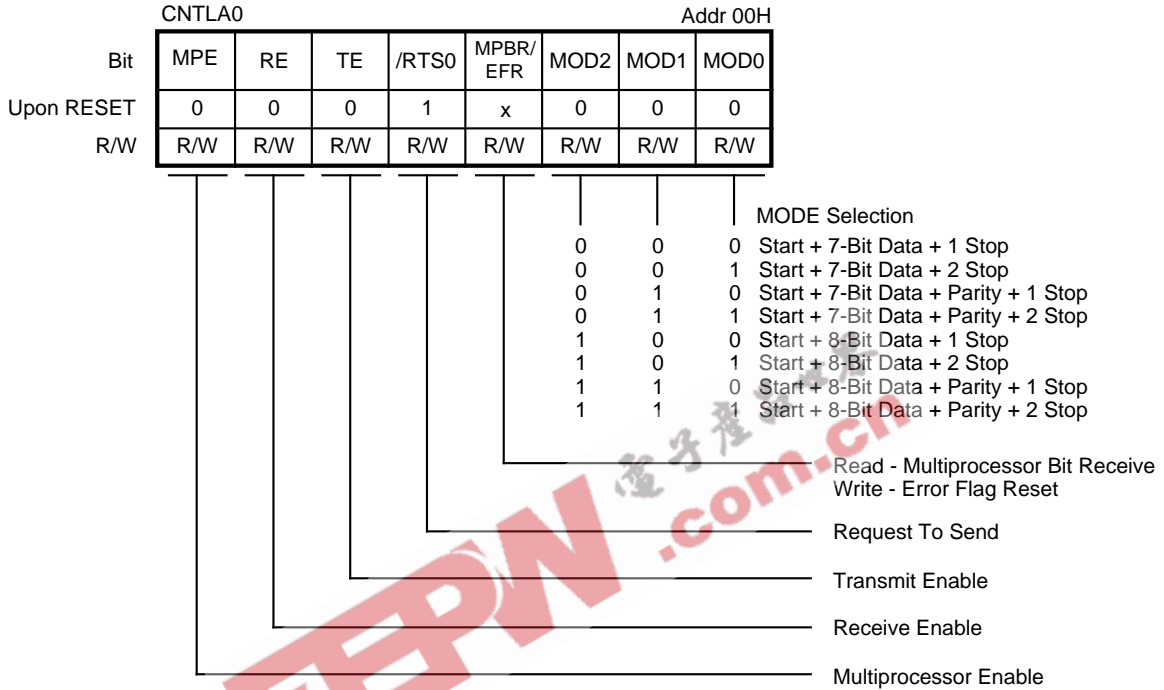 CNTLA0 Addr 00H
Bit MPE RE TE /RTS0 MPBR/ EFR MOD2 MOD1 MOD0
Upon RESET 0 0 0 1 x 0 0 0
R/W R/W R/W R/W R/W R/W R/W R/W R/W
MODE Selection
0 0 0 Start + 7-Bit Data + 1 Stop
0 0 1 Start + 7-Bit Data + 2 Stop
0 1 0 Start + 7-Bit Data + Parity + 1 Stop
0 1 1 Start + 7-Bit Data + Parity + 2 Stop
1 0 0 Start + 8-Bit Data + 1 Stop
1 0 1 Start + 8-Bit Data + 2 Stop
1 1 0 Start + 8-Bit Data + Parity + 1 Stop
1 1 1 Start + 8-Bit Data + Parity + 2 Stop
Read - Multiprocessor Bit Receive
Write - Error Flag Reset
Request To Send
Transmit Enable
Receive Enable
Multiprocessor Enable
電子產品世界
.com.cn